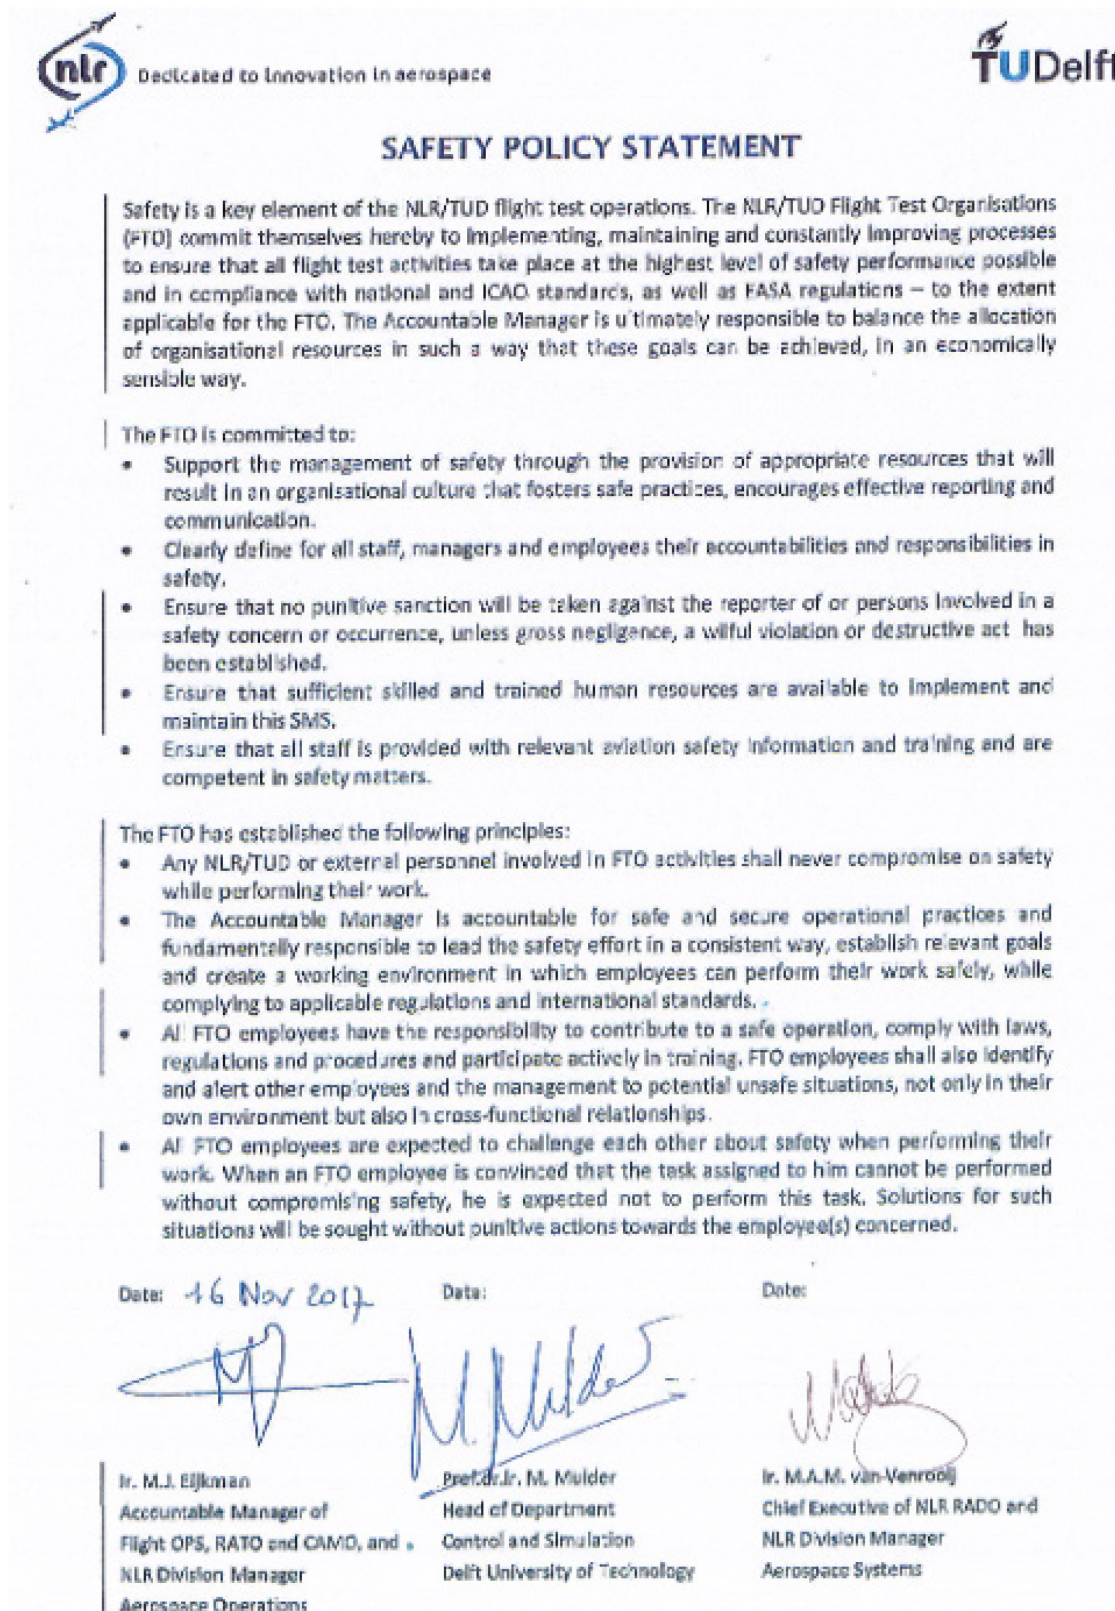 nlr Dedicated to innovation in aerospace
TUDelft
SAFETY POLICY STATEMENT
Safety is a key element of the NLR/TUD flight test operations. The NLR/TUD Flight Test Organisations
(FTO) commit themselves hereby to implementing, maintaining and constantly improving processes
to ensure that all flight test activities take place at the highest level of safety performance possible
and in compliance with national and ICAO standards, as well as EASA regulations – to the extent
applicable for the FTO. The Accountable Manager is ultimately responsible to balance the allocation
of organisational resources in such a way that these goals can be achieved, in an economically
sensible way.
The FTO is committed to:
• Support the management of safety through the provision of appropriate resources that will
result in an organisational culture that fosters safe practices, encourages effective reporting and
communication.
• Clearly define for all staff, managers and employees their accountabilities and responsibilities in
safety.
• Ensure that no punitive sanction will be taken against the reporter of or persons involved in a
safety concern or occurrence, unless gross negligence, a wilful violation or destructive act has
been established.
• Ensure that sufficient skilled and trained human resources are available to implement and
maintain this SMS.
• Ensure that all staff is provided with relevant aviation safety information and training and are
competent in safety matters.
The FTO has established the following principles:
• Any NLR/TUD or external personnel involved in FTO activities shall never compromise on safety
while performing their work.
• The Accountable Manager is accountable for safe and secure operational practices and
fundamentally responsible to lead the safety effort in a consistent way, establish relevant goals
and create a working environment in which employees can perform their work safely, while
complying to applicable regulations and international standards.
• All FTO employees have the responsibility to contribute to a safe operation, comply with laws,
regulations and procedures and participate actively in training. FTO employees shall also identify
and alert other employees and the management to potential unsafe situations, not only in their
own environment but also in cross-functional relationships.
• All FTO employees are expected to challenge each other about safety when performing their
work. When an FTO employee is convinced that the task assigned to him cannot be performed
without compromising safety, he is expected not to perform this task. Solutions for such
situations will be sought without punitive actions towards the employee(s) concerned.
Date: 16 Nov 2017 Date: Date:
M. Mulder
Ir. M.J. Eijkman
Accountable Manager of
Flight OPS, RATO and CAMO, and
NLR Division Manager
Aerospace Operations
Prof.dr.ir. M. Mulder
Head of Department
Control and Simulation
Delft University of Technology
Ir. M.A.M. van Venrooij
Chief Executive of NLR RADO and
NLR Division Manager
Aerospace Systems